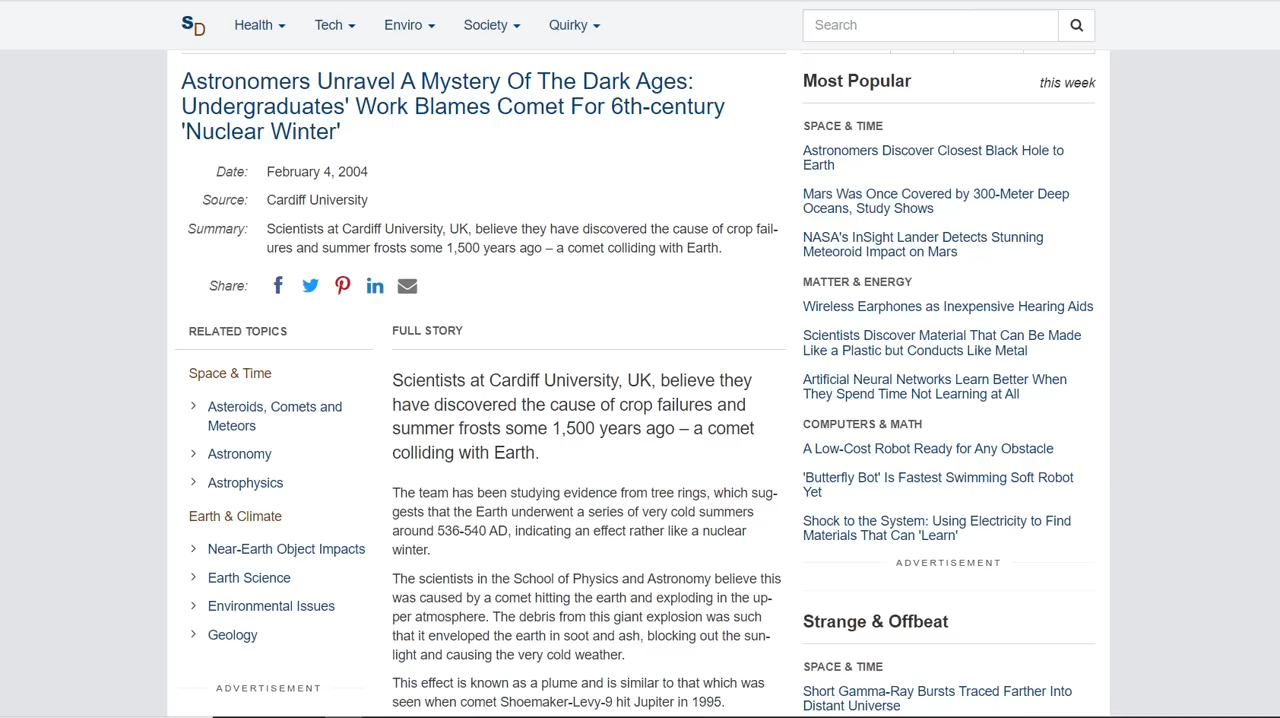 SD
Health
Tech
Enviro
Society
Quirky
Search
Astronomers Unravel A Mystery Of The Dark Ages:
Undergraduates' Work Blames Comet For 6th-century
'Nuclear Winter'
Date: February 4, 2004
Source: Cardiff University
Summary: Scientists at Cardiff University, UK, believe they have discovered the cause of crop fail-
ures and summer frosts some 1,500 years ago – a comet colliding with Earth.
Share:
RELATED TOPICS
Space & Time
Asteroids, Comets and
Meteors
Astronomy
Astrophysics
Earth & Climate
Near-Earth Object Impacts
Earth Science
Environmental Issues
Geology
ADVERTISEMENT
FULL STORY
Scientists at Cardiff University, UK, believe they
have discovered the cause of crop failures and
summer frosts some 1,500 years ago – a comet
colliding with Earth.
The team has been studying evidence from tree rings, which sug-
gests that the Earth underwent a series of very cold summers
around 536-540 AD, indicating an effect rather like a nuclear
winter.
The scientists in the School of Physics and Astronomy believe this
was caused by a comet hitting the earth and exploding in the up-
per atmosphere. The debris from this giant explosion was such
that it enveloped the earth in soot and ash, blocking out the sun-
light and causing the very cold weather.
This effect is known as a plume and is similar to that which was
seen when comet Shoemaker-Levy-9 hit Jupiter in 1995.
Most Popular
this week
SPACE & TIME
Astronomers Discover Closest Black Hole to
Earth
Mars Was Once Covered by 300-Meter Deep
Oceans, Study Shows
NASA's InSight Lander Detects Stunning
Meteoroid Impact on Mars
MATTER & ENERGY
Wireless Earphones as Inexpensive Hearing Aids
Scientists Discover Material That Can Be Made
Like a Plastic but Conducts Like Metal
Artificial Neural Networks Learn Better When
They Spend Time Not Learning at All
COMPUTERS & MATH
A Low-Cost Robot Ready for Any Obstacle
'Butterfly Bot' Is Fastest Swimming Soft Robot
Yet
Shock to the System: Using Electricity to Find
Materials That Can 'Learn'
ADVERTISEMENT
Strange & Offbeat
SPACE & TIME
Short Gamma-Ray Bursts Traced Farther Into
Distant Universe